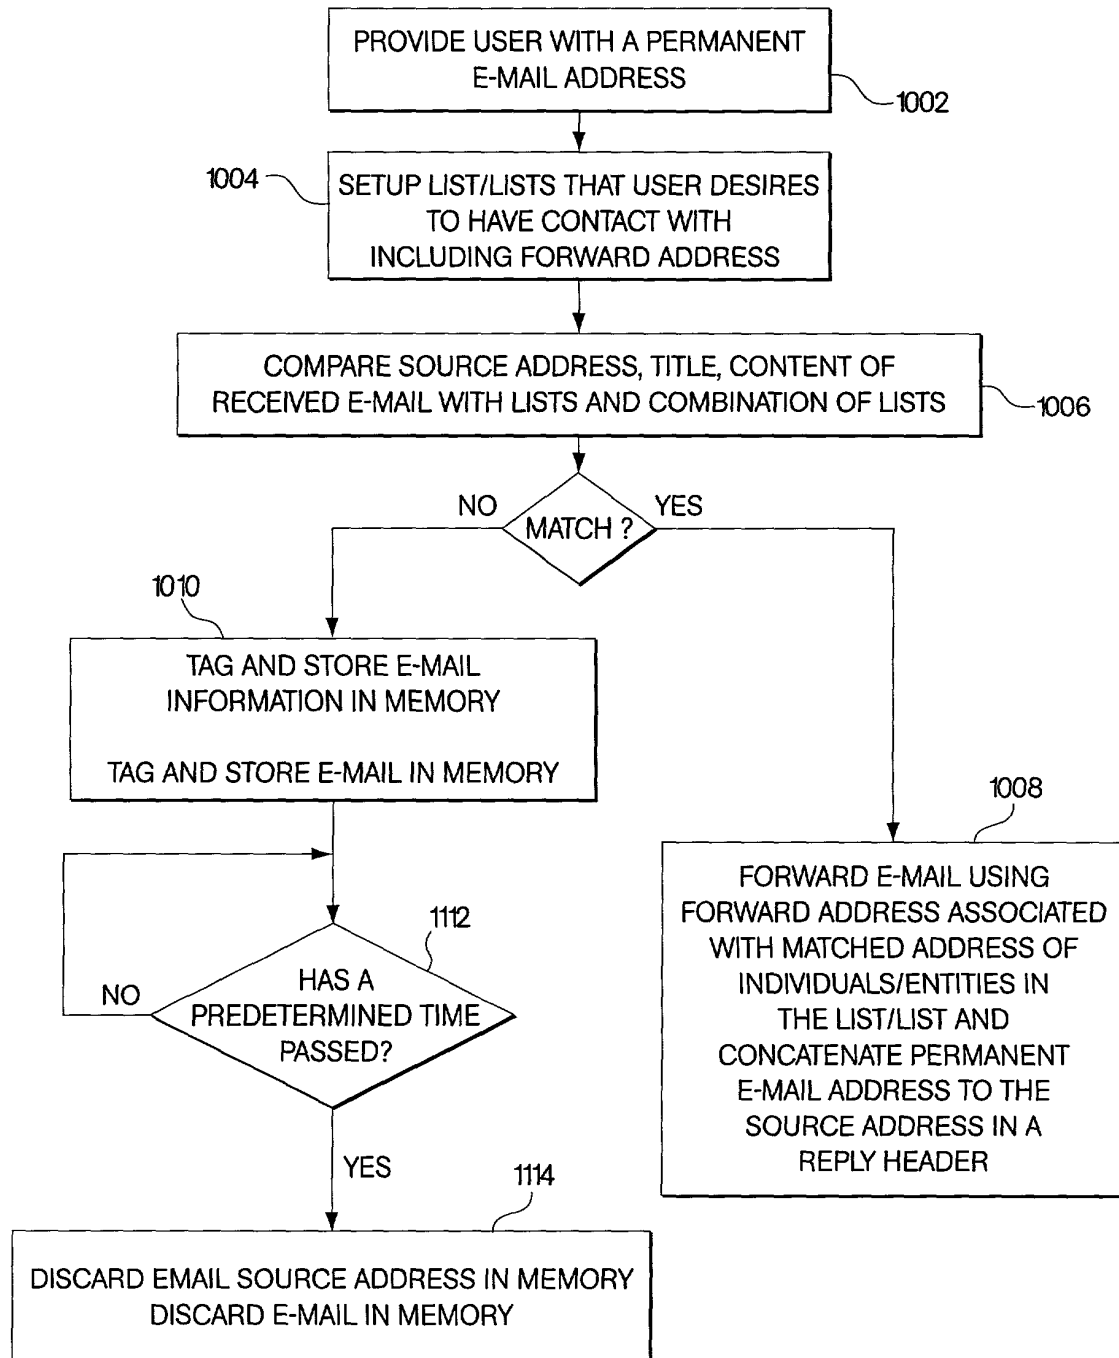 PROVIDE USER WITH A PERMANENT
E-MAIL ADDRESS
1002
1004
SETUP LIST/LISTS THAT USER DESIRES
TO HAVE CONTACT WITH
INCLUDING FORWARD ADDRESS
COMPARE SOURCE ADDRESS, TITLE, CONTENT OF
RECEIVED E-MAIL WITH LISTS AND COMBINATION OF LISTS
1006
NO
MATCH ?
YES
1010
TAG AND STORE E-MAIL
INFORMATION IN MEMORY
TAG AND STORE E-MAIL IN MEMORY
1008
FORWARD E-MAIL USING
FORWARD ADDRESS ASSOCIATED
WITH MATCHED ADDRESS OF
INDIVIDUALS/ENTITIES IN
THE LIST/LIST AND
CONCATENATE PERMANENT
E-MAIL ADDRESS TO THE
SOURCE ADDRESS IN A
REPLY HEADER
1112
HAS A
PREDETERMINED TIME
PASSED?
NO
YES
1114
DISCARD EMAIL SOURCE ADDRESS IN MEMORY
DISCARD E-MAIL IN MEMORY